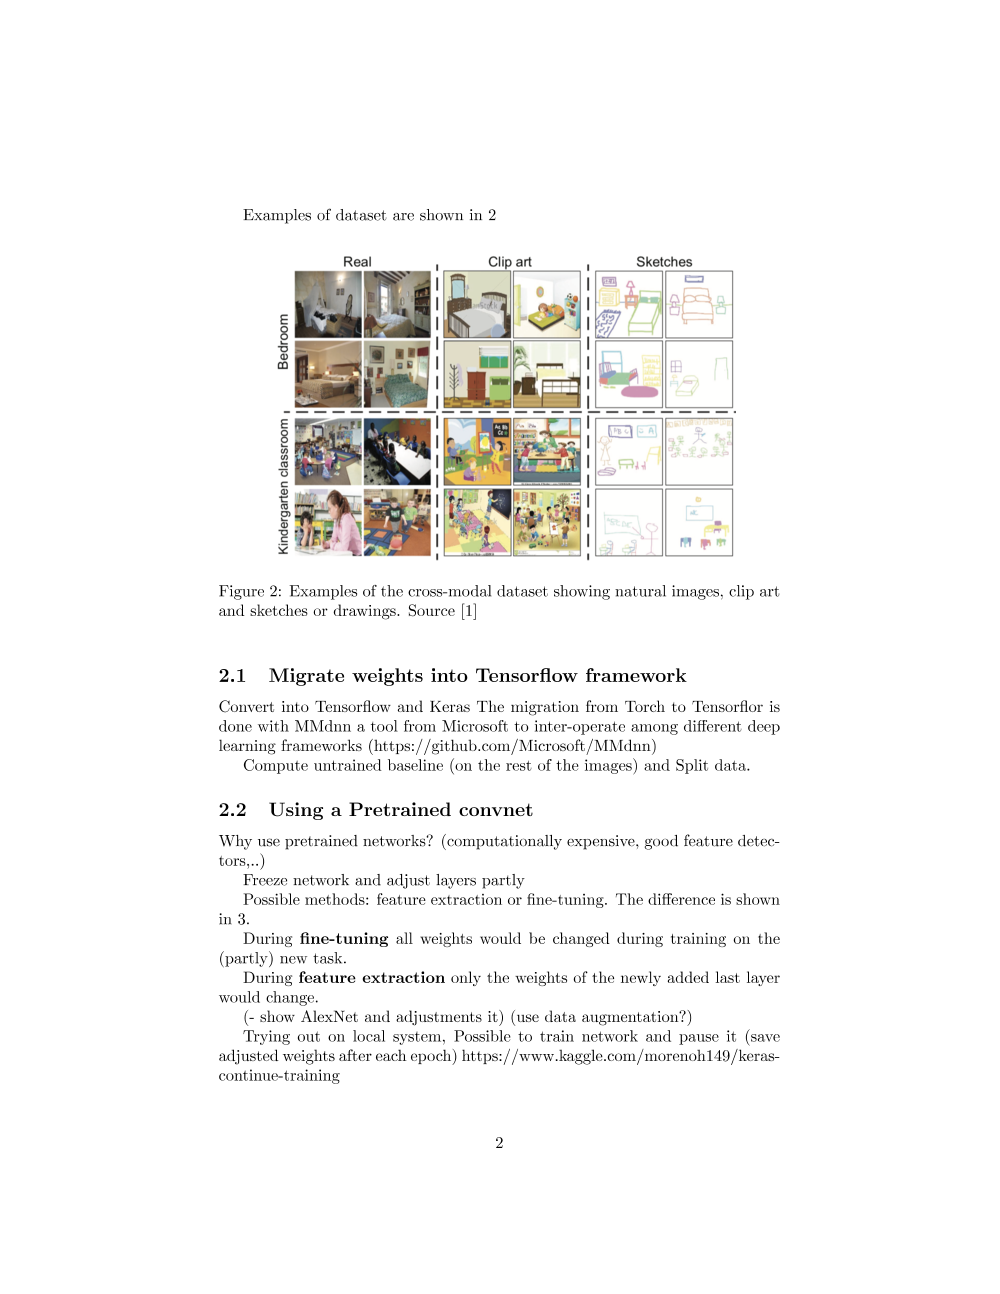 Examples of dataset are shown in 2
Real
Clip art
Sketches
Bedroom
Kindergarten classroom
Figure 2: Examples of the cross-modal dataset showing natural images, clip art
and sketches or drawings. Source [1]
2.1 Migrate weights into Tensorflow framework
Convert into Tensorflow and Keras The migration from Torch to Tensorflor is
done with MMdnn a tool from Microsoft to inter-operate among different deep
learning frameworks (https://github.com/Microsoft/MMdnn)
Compute untrained baseline (on the rest of the images) and Split data.
2.2 Using a Pretrained convnet
Why use pretrained networks? (computationally expensive, good feature detec-
tors,..)
Freeze network and adjust layers partly
Possible methods: feature extraction or fine-tuning. The difference is shown
in 3.
During fine-tuning all weights would be changed during training on the
(partly) new task.
During feature extraction only the weights of the newly added last layer
would change.
(- show AlexNet and adjustments it) (use data augmentation?)
Trying out on local system, Possible to train network and pause it (save
adjusted weights after each epoch) https://www.kaggle.com/morenoh149/keras-
continue-training
2